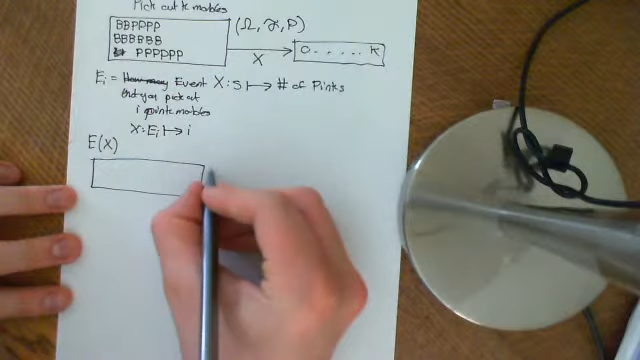 Pick out k marbles
BBPPPP (Ω, F, P)
BBBBBB
PPPPPP X 0.....K
Ei = Event X: S ↦ # of Pinks
that you pick out
i pink marbles
X: Ei ↦ i
E(X)